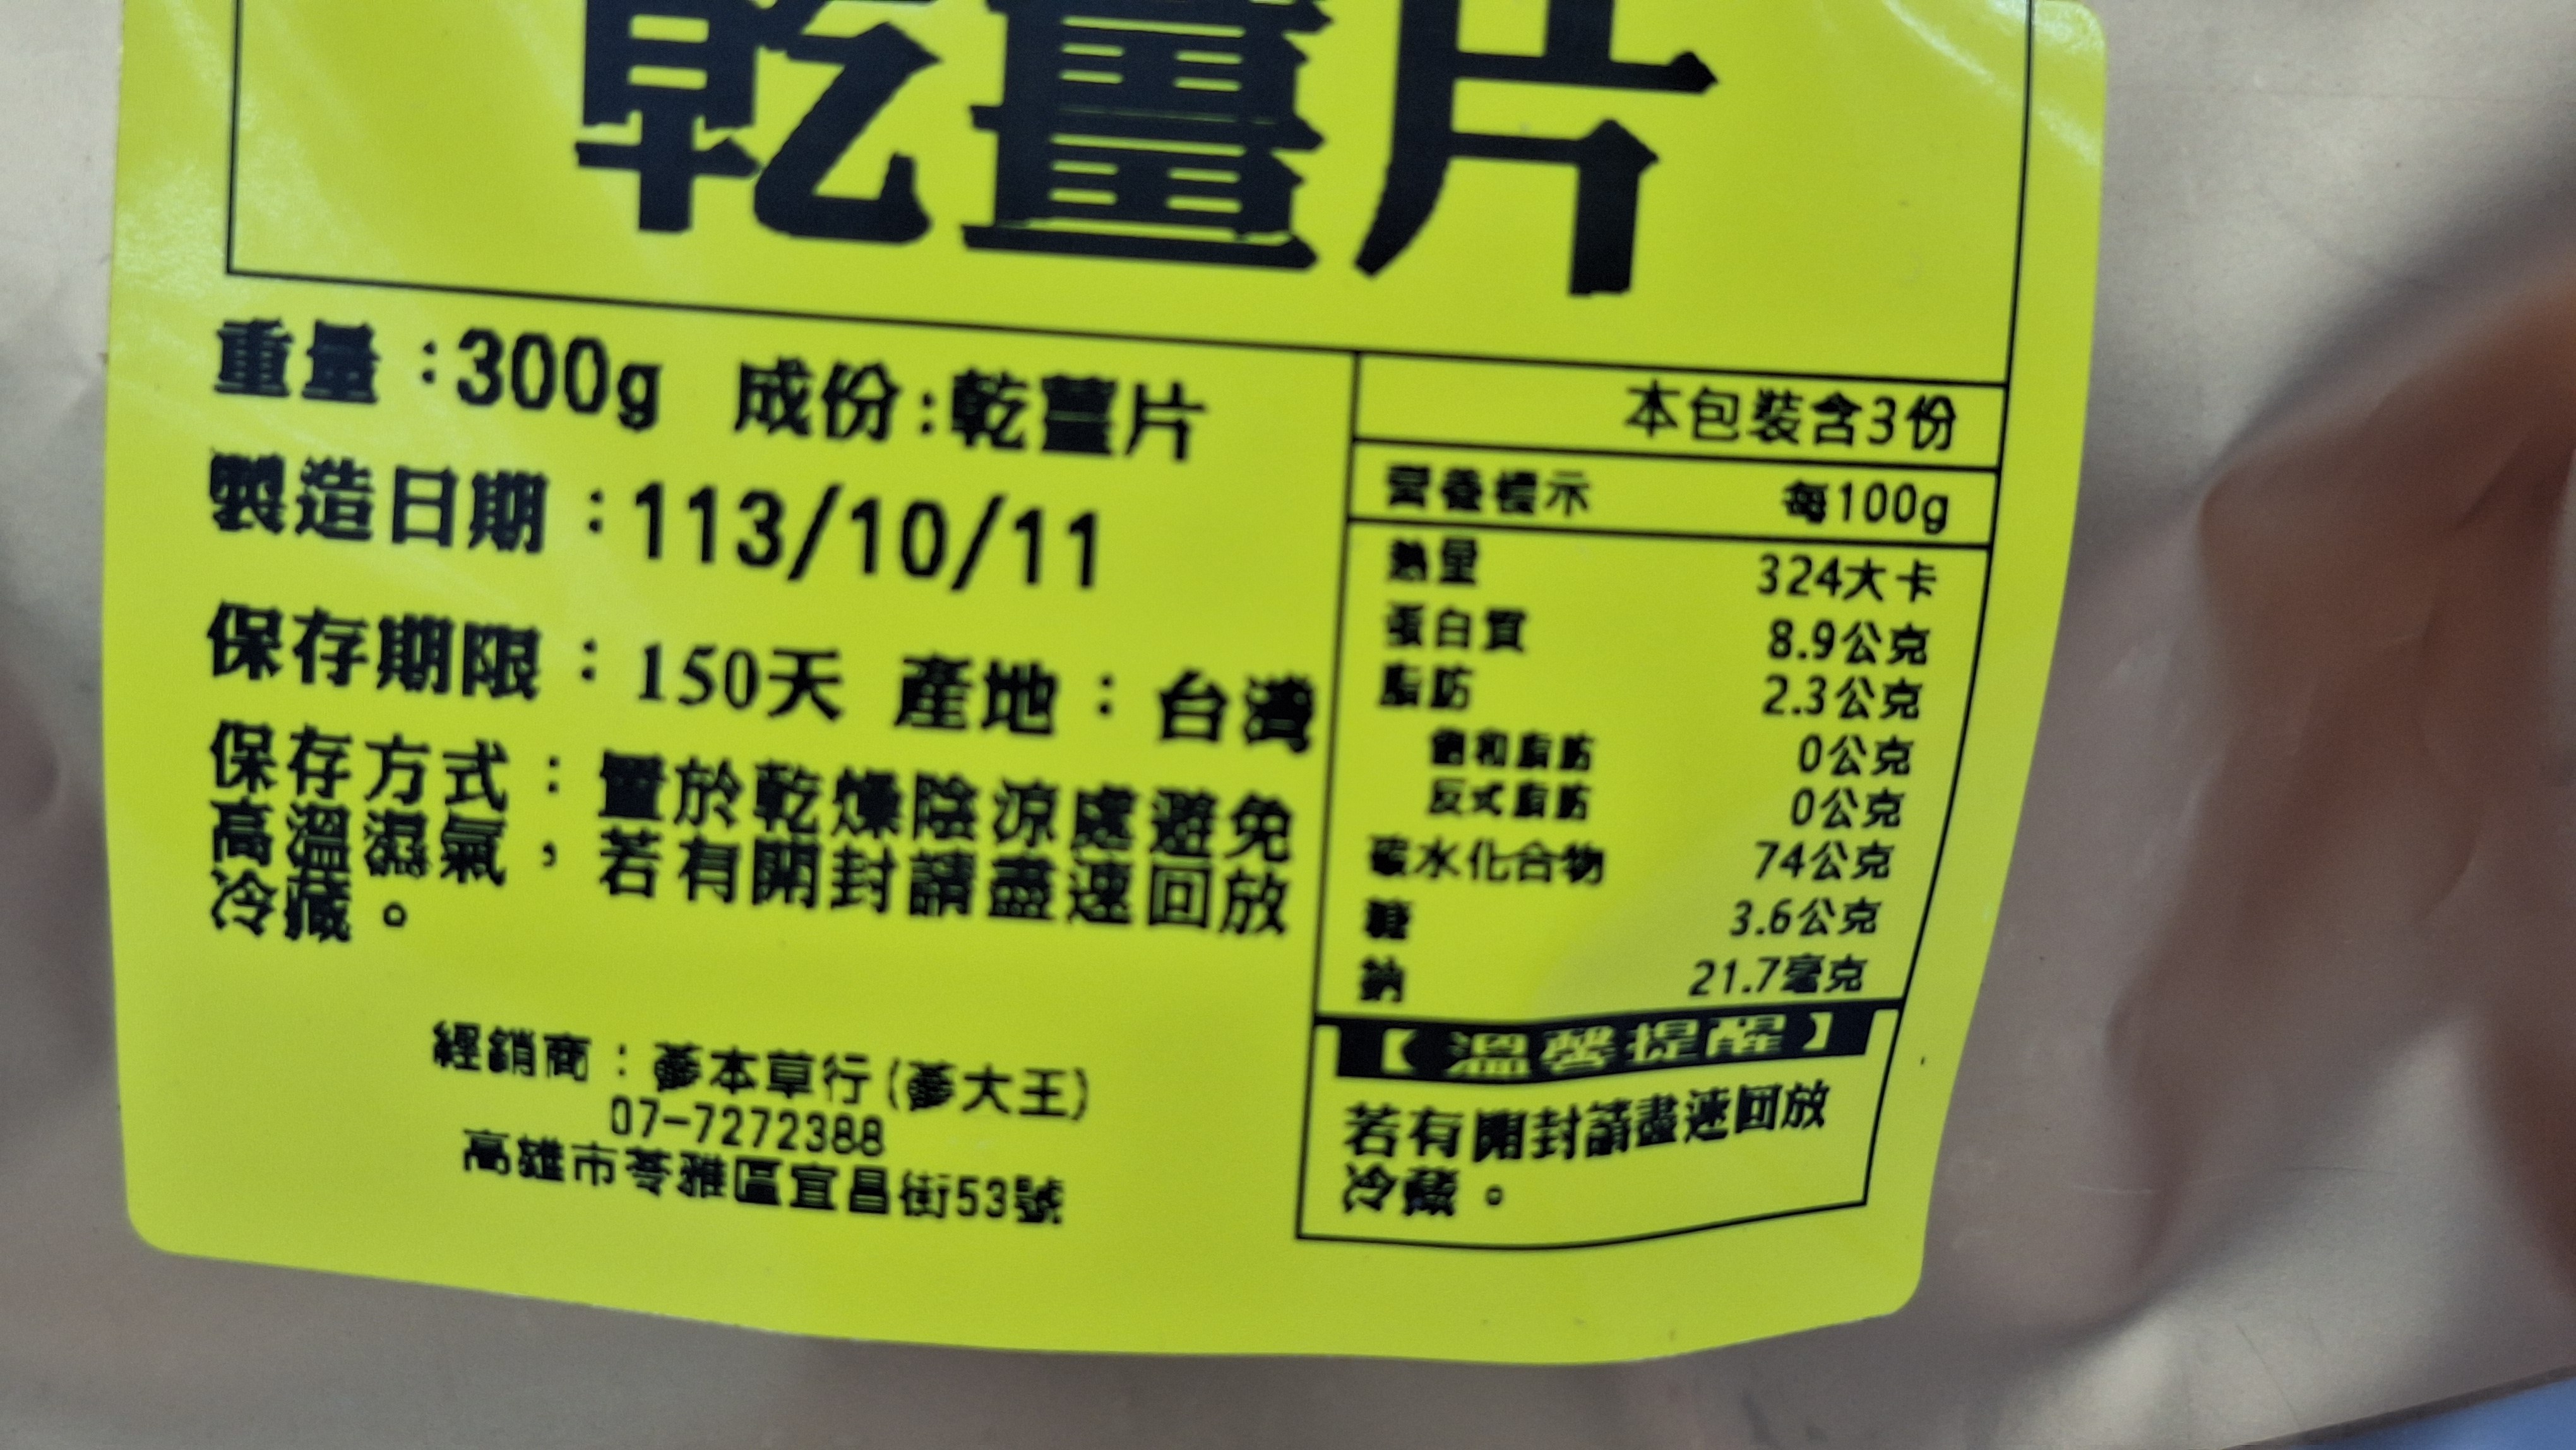 乾薑片
重量：300g 成份：乾薑片
製造日期：113/10/11
保存期限：150天 產地：台灣
保存方式：置於乾燥陰涼處避免
高溫濕氣，若有開封請盡速回放
冷藏。
經銷商：蔘本草行(蔘大王)
07-7272388
高雄市苓雅區宜昌街53號
本包裝含3份
營養標示 每100g
熱量 324大卡
蛋白質 8.9公克
脂肪 2.3公克
飽和脂肪 0公克
反式脂肪 0公克
碳水化合物 74公克
糖 3.6公克
鈉 21.7毫克
【溫馨提醒】
若有開封請盡速回放
冷藏。